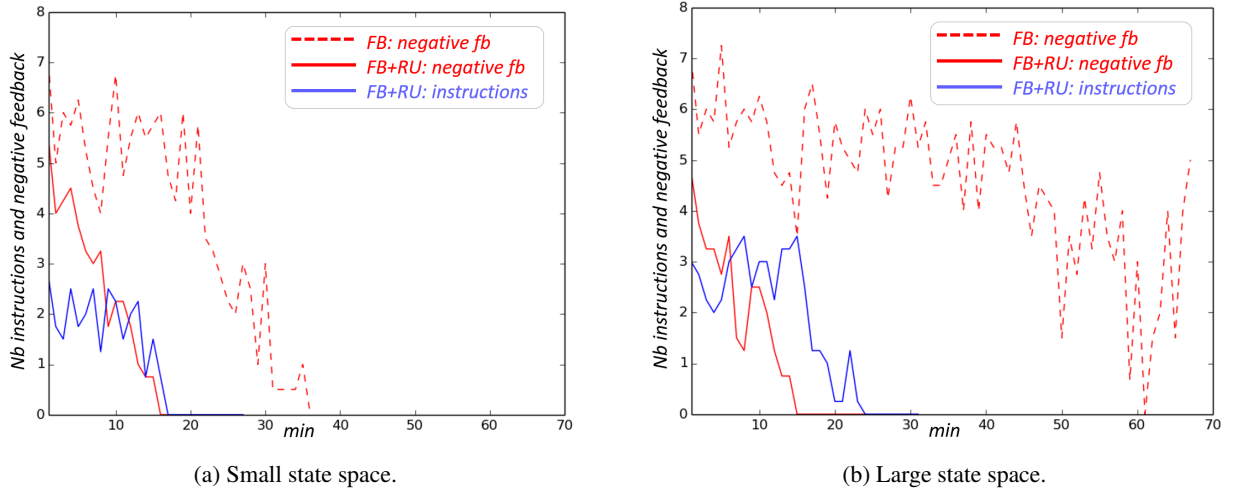 8
7
6
5
4
3
2
1
0
Nb instructions and negative feedback
FB: negative fb
FB+RU: negative fb
FB+RU: instructions
10 20 30 40 50 60 70
min
(a) Small state space.
8
7
6
5
4
3
2
1
0
Nb instructions and negative feedback
FB: negative fb
FB+RU: negative fb
FB+RU: instructions
10 20 30 40 50 60 70
min
(b) Large state space.